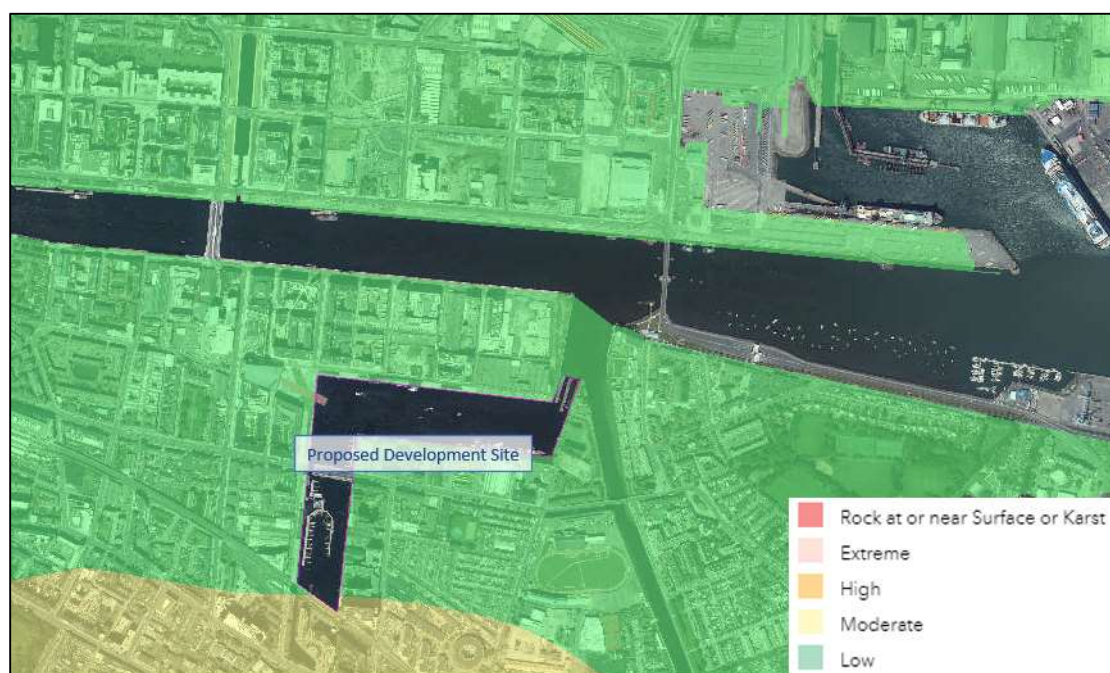 Proposed Development Site
Rock at or near Surface or Karst
Extreme
High
Moderate
Low